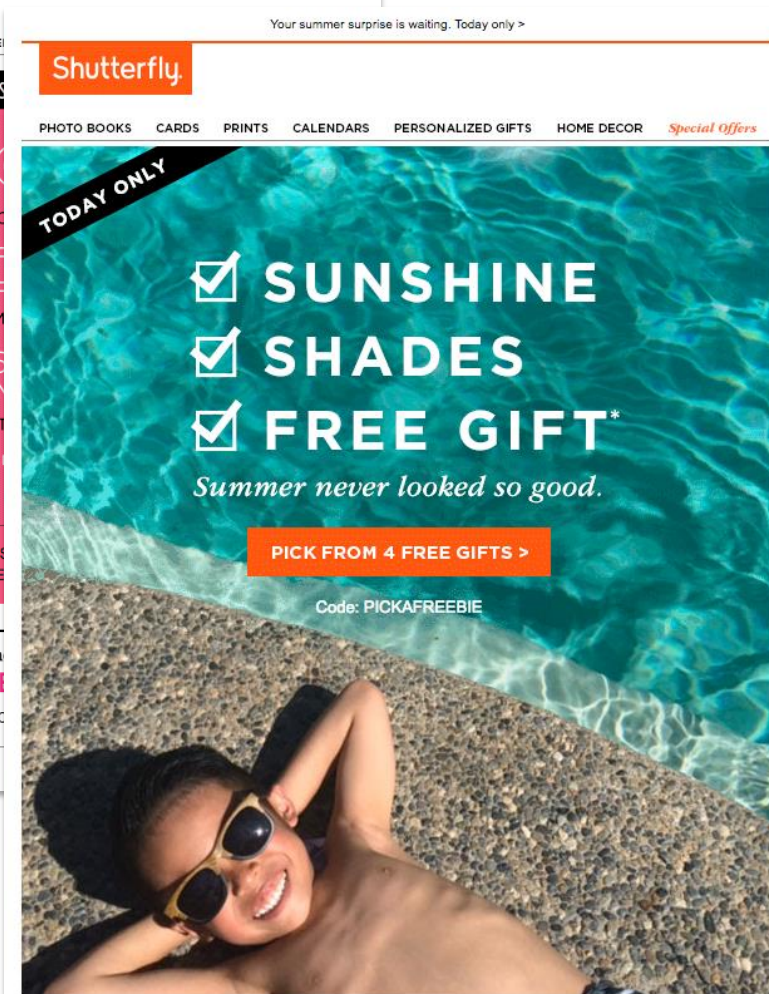 Your summer surprise is waiting. Today only >
Shutterfly.
PHOTO BOOKS CARDS PRINTS CALENDARS PERSONALIZED GIFTS HOME DECOR Special Offers
TODAY ONLY
SUNSHINE
SHADES
FREE GIFT*
Summer never looked so good.
PICK FROM 4 FREE GIFTS >
Code: PICKAFREEBIE